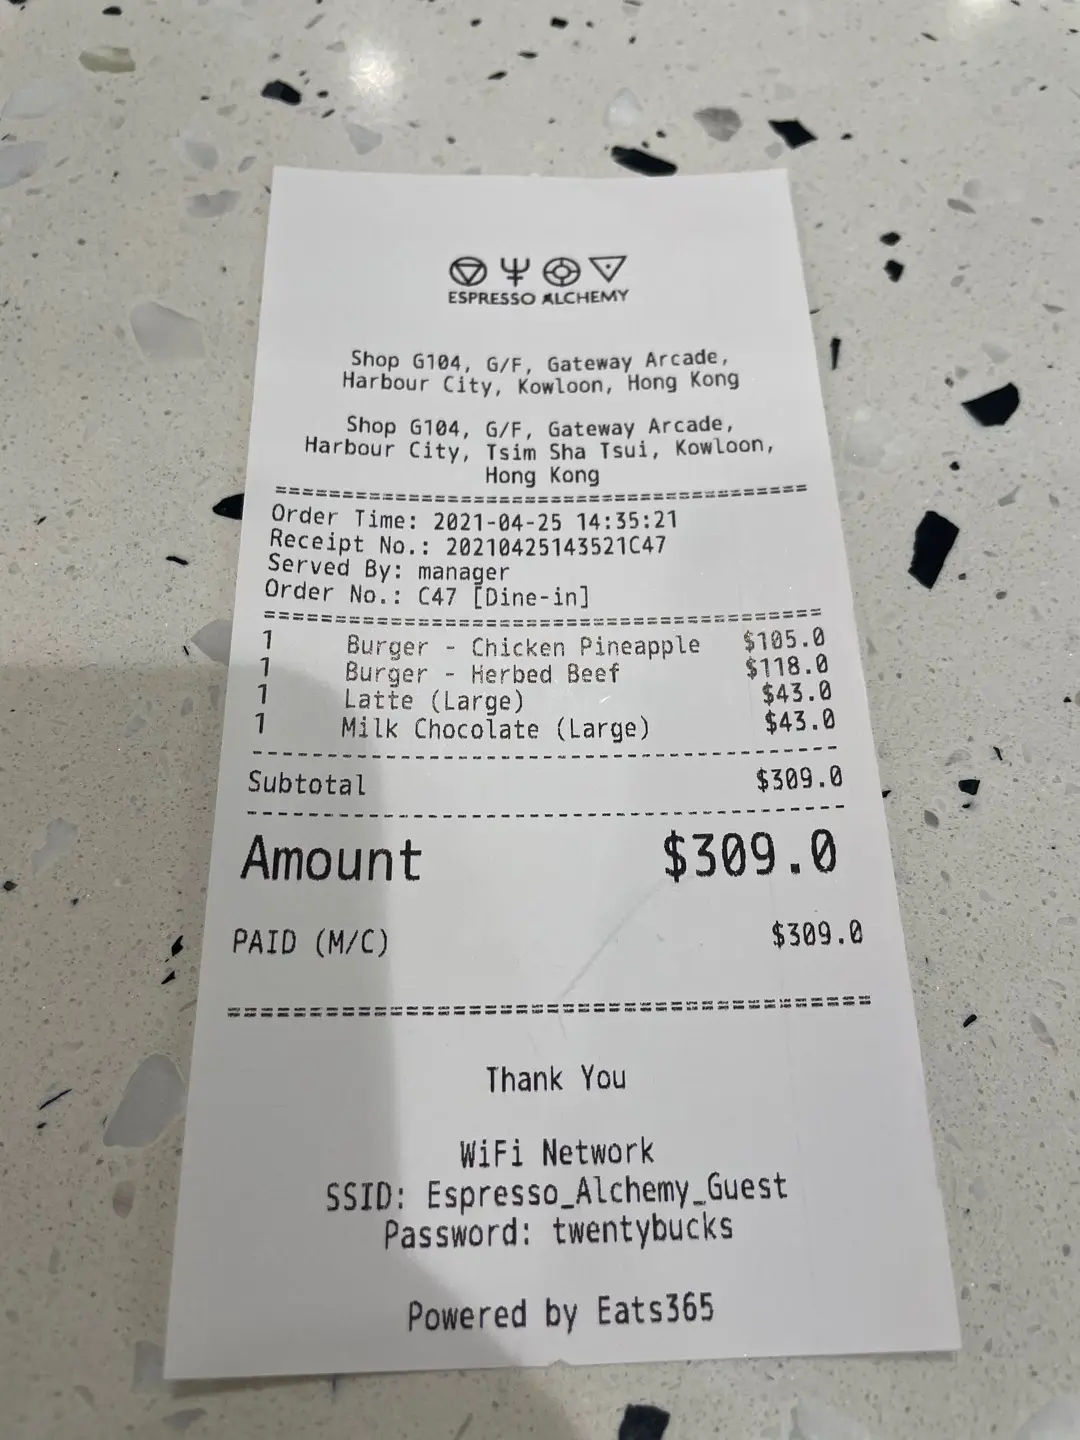 ESPRESSO ALCHEMY
Shop G104, G/F, Gateway Arcade,
Harbour City, Kowloon, Hong Kong
Shop G104, G/F, Gateway Arcade,
Harbour City, Tsim Sha Tsui, Kowloon,
Hong Kong
Order Time: 2021-04-25 14:35:21
Receipt No.: 20210425143521C47
Served By: manager
Order No.: C47 [Dine-in]
1 Burger - Chicken Pineapple $105.0
1 Burger - Herbed Beef $118.0
1 Latte (Large) $43.0
1 Milk Chocolate (Large) $43.0
Subtotal $309.0
Amount $309.0
PAID (M/C) $309.0
Thank You
WiFi Network
SSID: Espresso_Alchemy_Guest
Password: twentybucks
Powered by Eats365